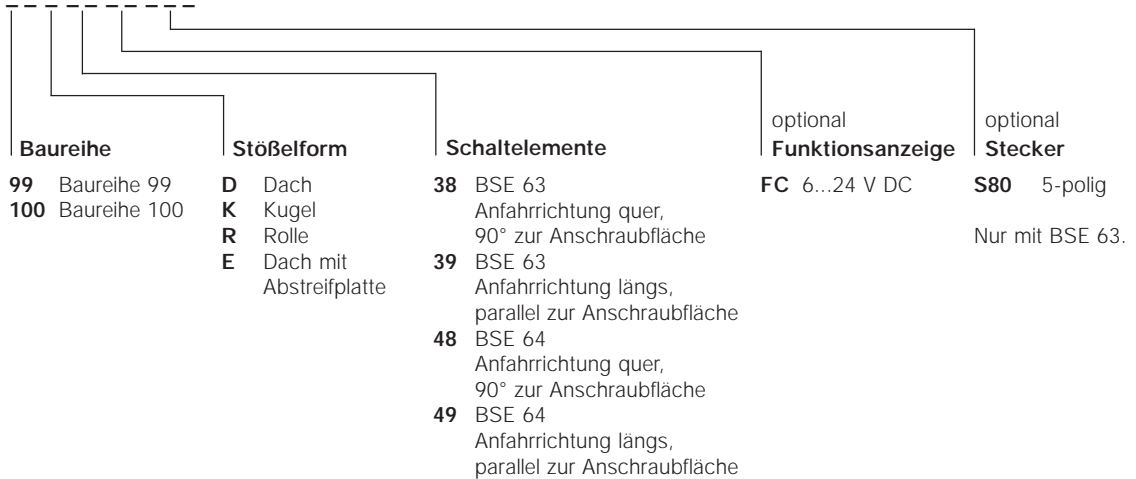 optional
optional
Baureihe
Stößelform
Schaltelemente
Funktionsanzeige
Stecker
99 Baureihe 99
100 Baureihe 100
D Dach
K Kugel
R Rolle
E Dach mit
Abstreifplatte
38 BSE 63
Anfahrrichtung quer,
90° zur Anschraubfläche
39 BSE 63
Anfahrrichtung längs,
parallel zur Anschraubfläche
48 BSE 64
Anfahrrichtung quer,
90° zur Anschraubfläche
49 BSE 64
Anfahrrichtung längs,
parallel zur Anschraubfläche
FC 6...24 V DC
S80 5-polig
Nur mit BSE 63.